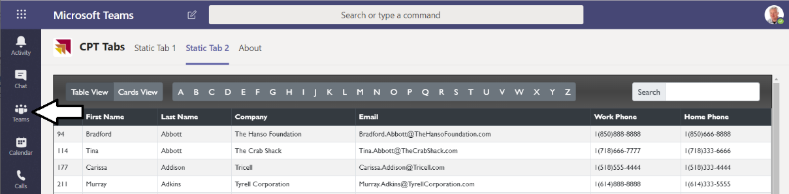 Microsoft Teams
Search or type a command
Activity
Chat
Teams
Calendar
Calls
CPT Tabs Static Tab 1 Static Tab 2 About
Table View Cards View A B C D E F G H I J K L M N O P Q R S T U V W X Y Z Search
First Name Last Name Company Email Work Phone Home Phone
94 Bradford Abbott The Hanso Foundation Bradford.Abbott@TheHansoFoundation.com 1(850)888-8888 1(850)666-8888
114 Tina Abbott The Crab Shack Tina.Abbott@TheCrabShack.com 1(718)666-7777 1(718)333-6666
177 Carissa Addison Tricell Carissa.Addison@Tricell.com 1(518)555-4444 1(518)333-4444
211 Murray Adkins Tyrell Corporation Murray.Adkins@TyrellCorporation.com 1(614)888-8888 1(614)333-5555